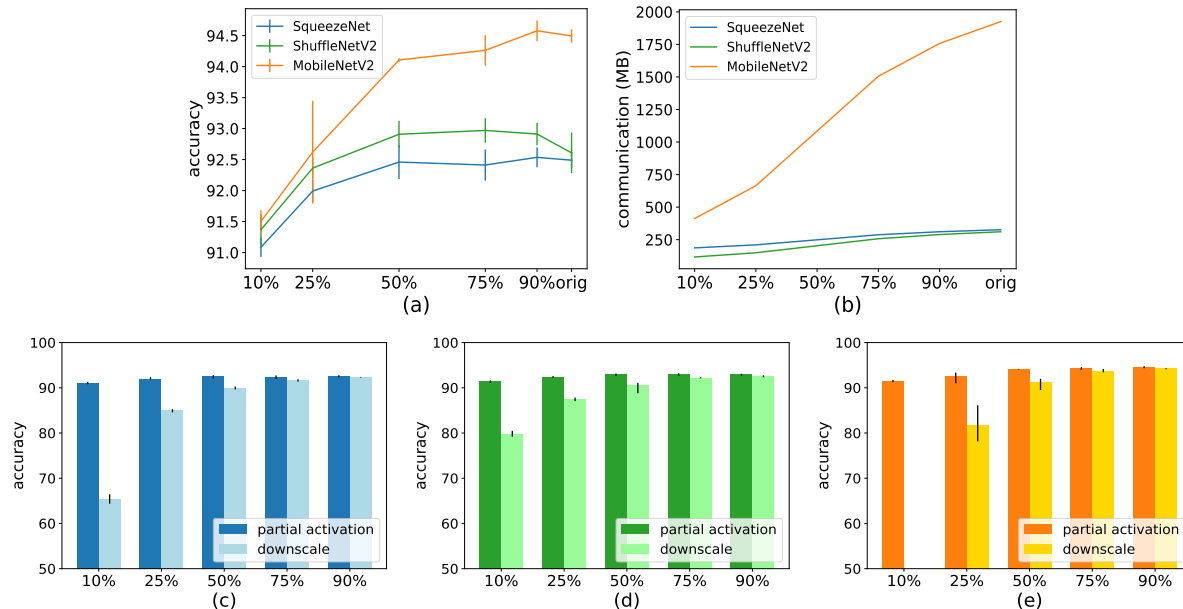 SqueezeNet
ShuffleNetV2
MobileNetV2
94.5
94.0
93.5
93.0
92.5
92.0
91.5
91.0
accuracy
10% 25% 50% 75% 90% orig
(a)
SqueezeNet
ShuffleNetV2
MobileNetV2
2000
1750
1500
1250
1000
750
500
250
communication (MB)
10% 25% 50% 75% 90% orig
(b)
100
90
80
70
60
50
accuracy
partial activation
downscale
10% 25% 50% 75% 90%
(c)
100
90
80
70
60
50
accuracy
partial activation
downscale
10% 25% 50% 75% 90%
(d)
100
90
80
70
60
50
accuracy
partial activation
downscale
10% 25% 50% 75% 90%
(e)